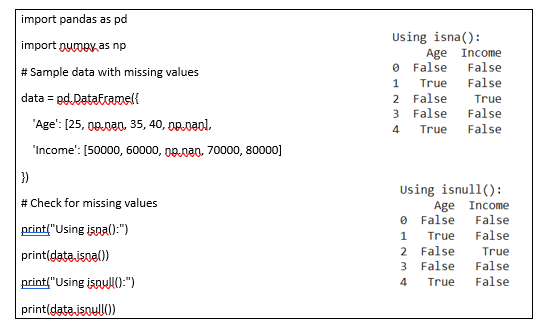 import pandas as pd
import numpy as np
# Sample data with missing values
data = pd.DataFrame({
'Age': [25, np.nan, 35, 40, np.nan],
'Income': [50000, 60000, np.nan, 70000, 80000]
})
# Check for missing values
print("Using isna():")
print(data.isna())
print("Using isnull():")
print(data.isnull())
Using isna():
Age Income
0 False False
1 True False
2 False True
3 False False
4 True False
Using isnull():
Age Income
0 False False
1 True False
2 False True
3 False False
4 True False